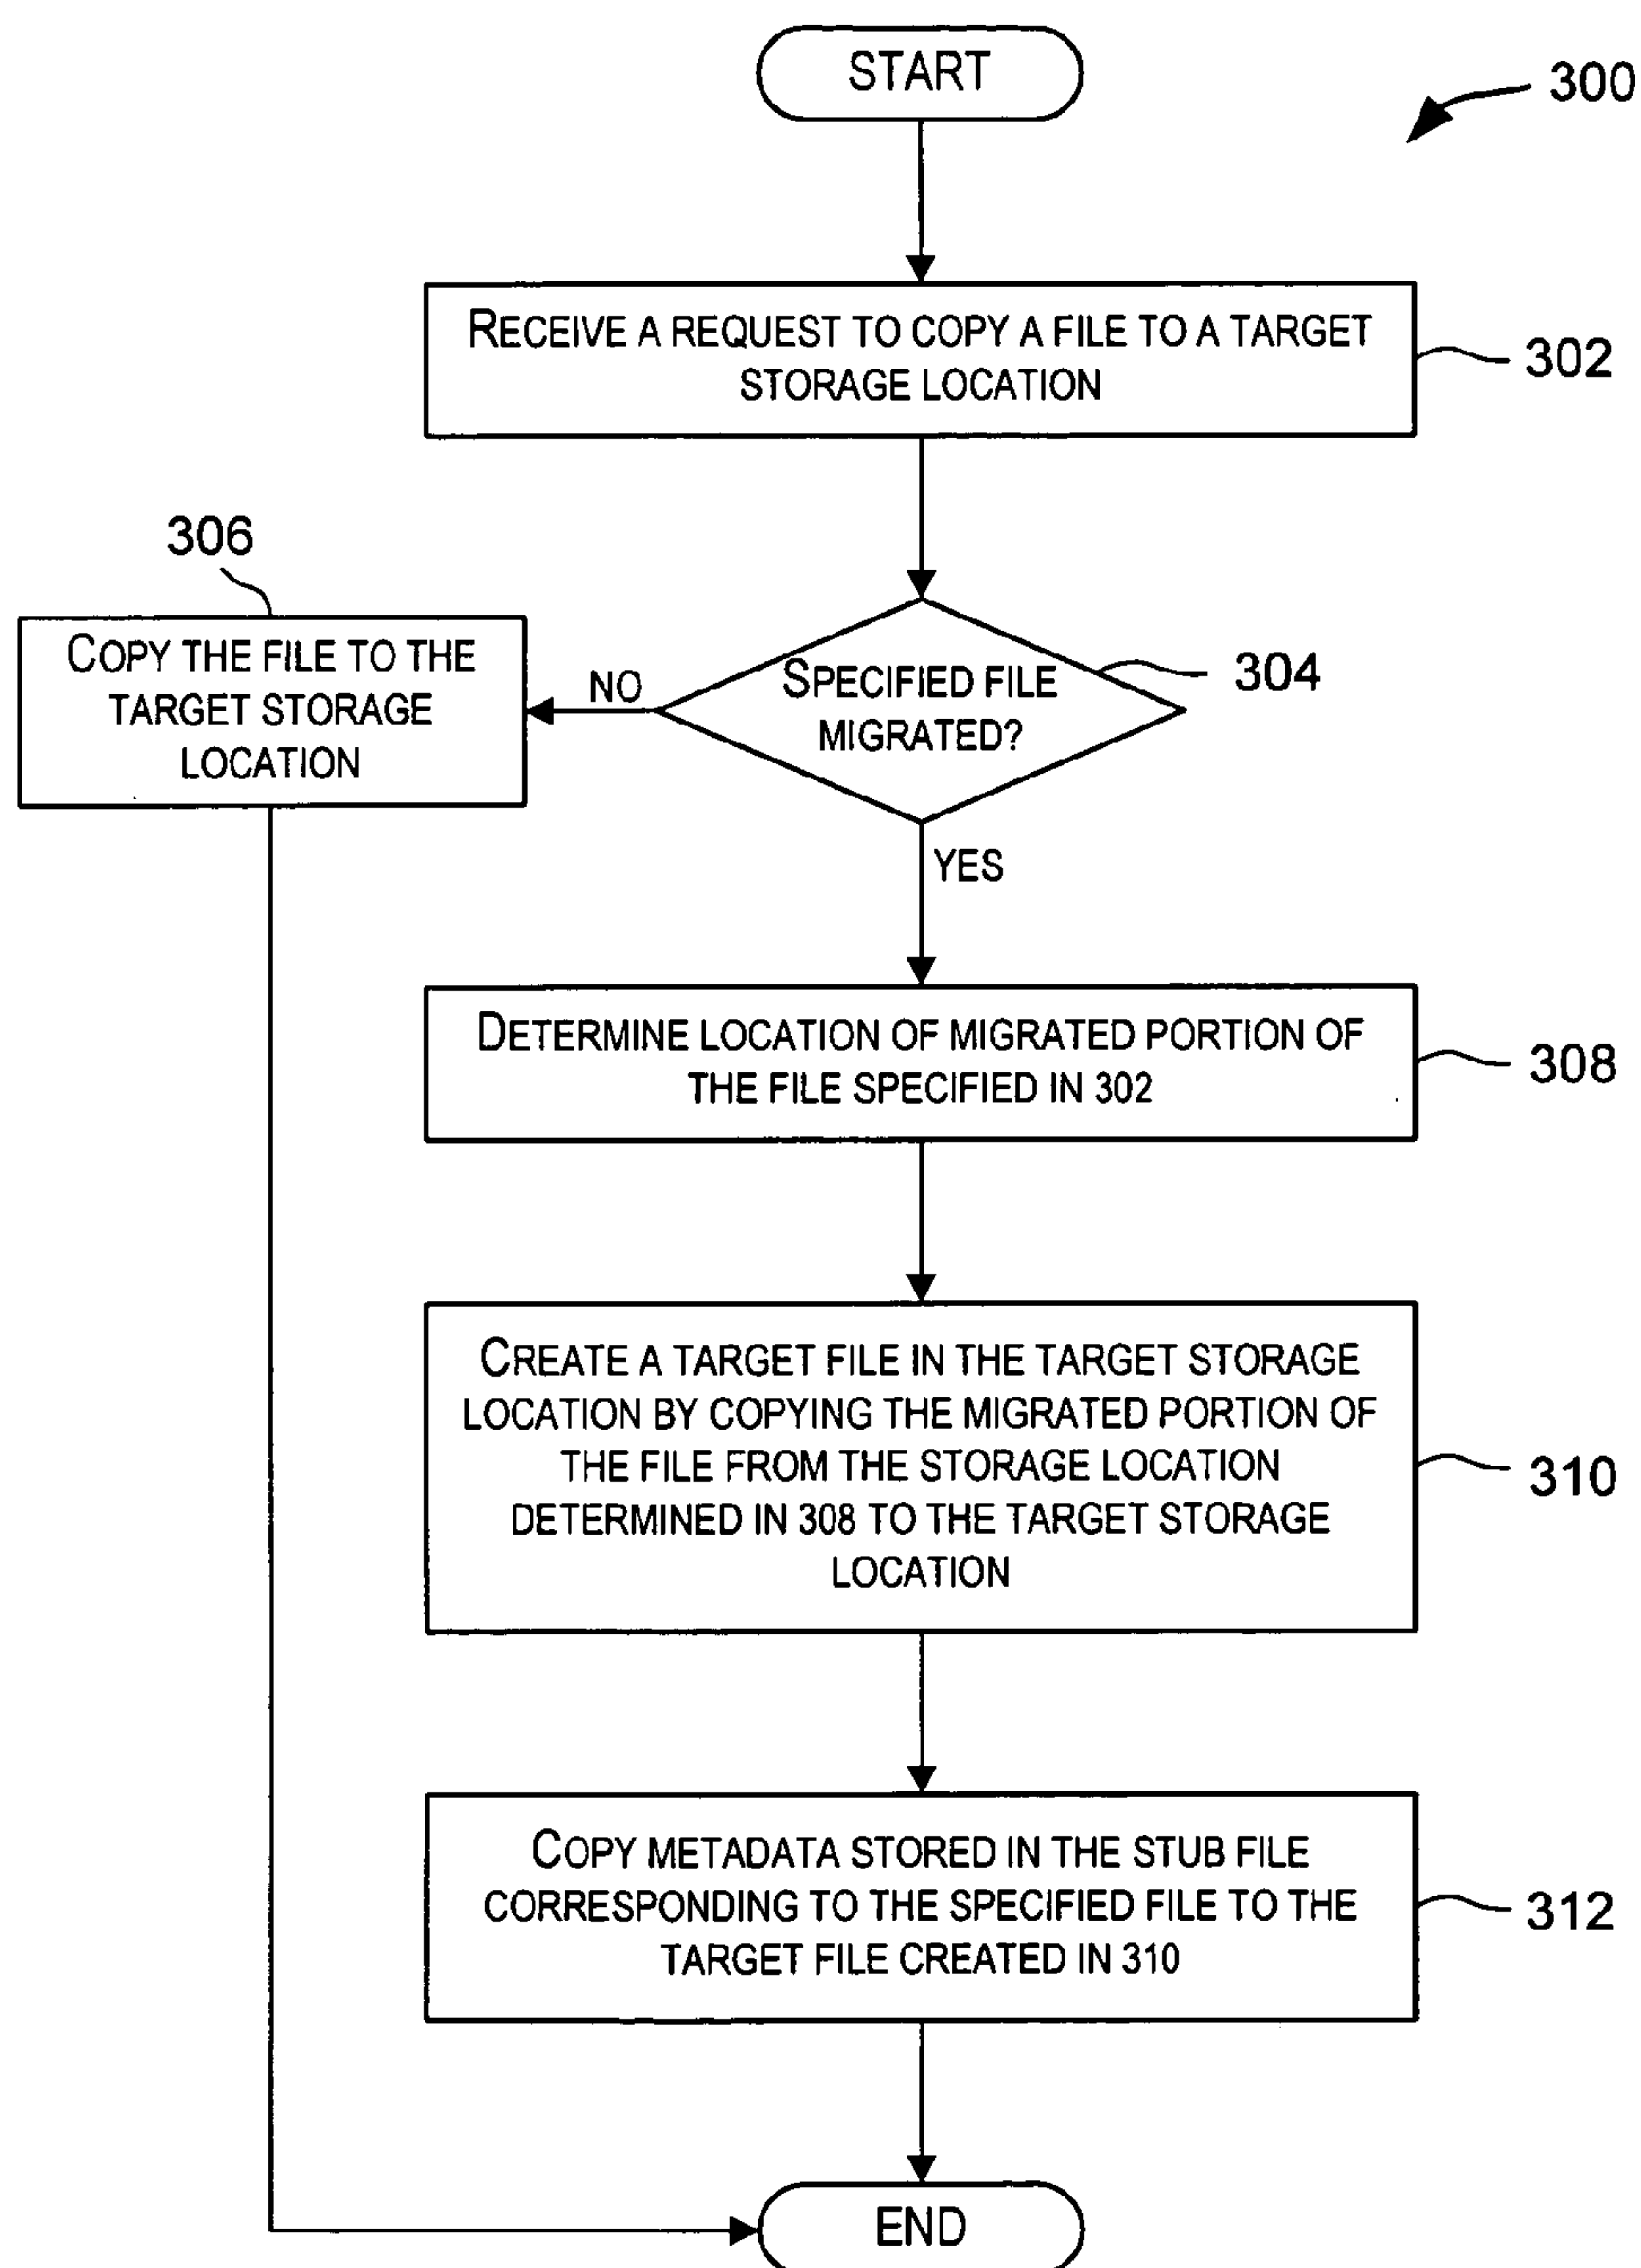 START
300
RECEIVE A REQUEST TO COPY A FILE TO A TARGET
STORAGE LOCATION
302
306
COPY THE FILE TO THE
TARGET STORAGE
LOCATION
NO
SPECIFIED FILE
MIGRATED?
304
YES
DETERMINE LOCATION OF MIGRATED PORTION OF
THE FILE SPECIFIED IN 302
308
CREATE A TARGET FILE IN THE TARGET STORAGE
LOCATION BY COPYING THE MIGRATED PORTION OF
THE FILE FROM THE STORAGE LOCATION
DETERMINED IN 308 TO THE TARGET STORAGE
LOCATION
310
COPY METADATA STORED IN THE STUB FILE
CORRESPONDING TO THE SPECIFIED FILE TO THE
TARGET FILE CREATED IN 310
312
END